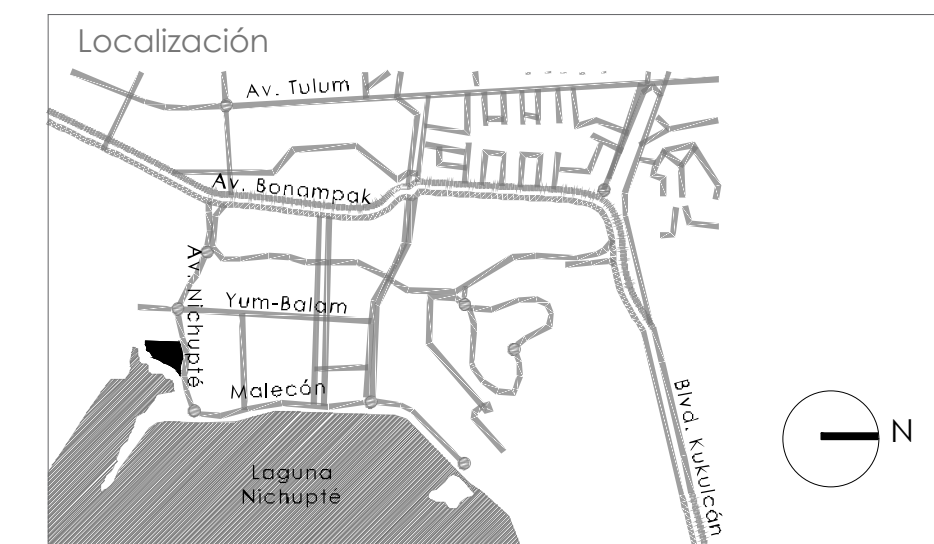 Localización
Av. Tulum
Av. Bonampak
Av. Nichupté
Yum-Balam
Malecón
Laguna
Nichupté
Blvd. Kukulcán
N